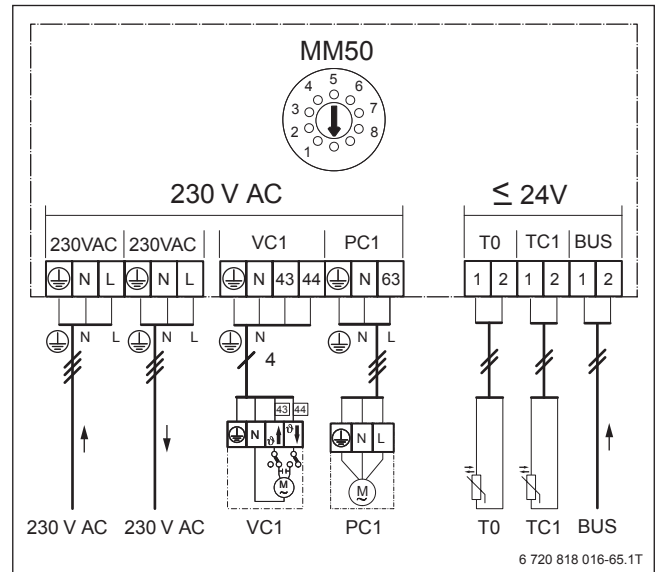 MM50
4 5 6
3 7
2 8
1
230 V AC ≤ 24V
230VAC 230VAC VC1 PC1 T0 TC1 BUS
N L N L N 43 44 N 63 1 2 1 2 1 2
N L N L N N L
4
43 44
N ϑ ϑ N L
M ~ M ~
230 V AC 230 V AC VC1 PC1 T0 TC1 BUS
6 720 818 016-65.1T